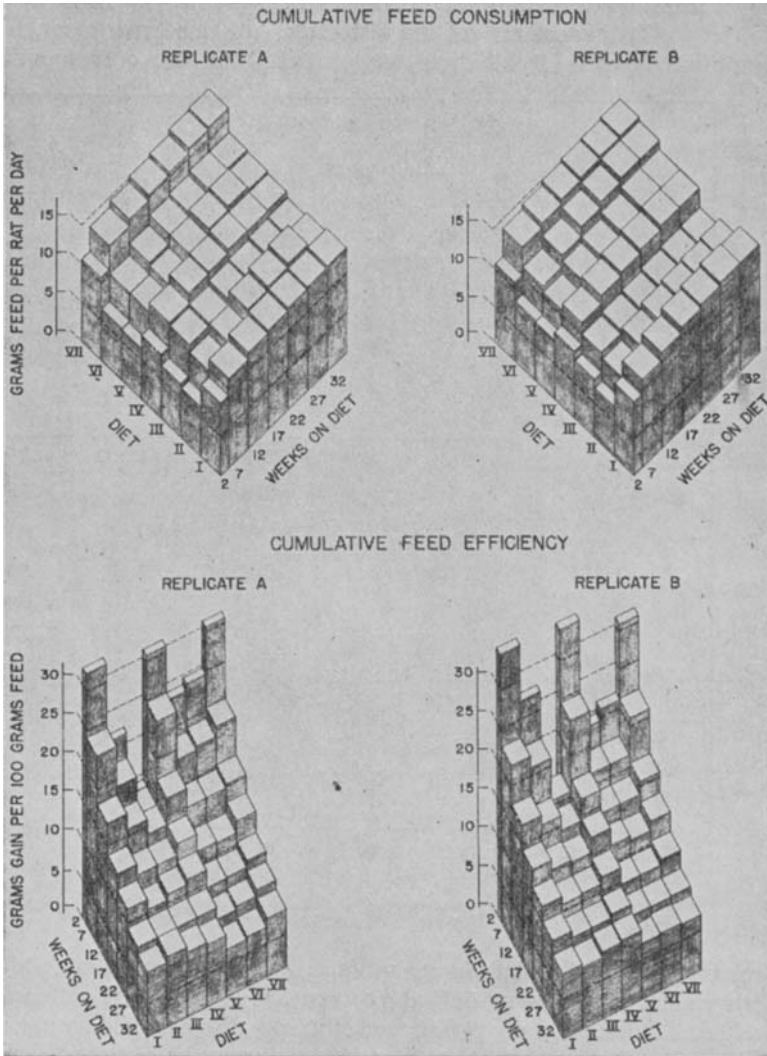 CUMULATIVE FEED CONSUMPTION
REPLICATE A
REPLICATE B
GRAMS FEED PER RAT PER DAY
15
10
5
0
VII
VI
V
IV
III
II
I
DIET
2
7
12
17
22
27
32
WEEKS ON DIET
15
10
5
0
VII
VI
V
IV
III
II
I
DIET
2
7
12
17
22
27
32
WEEKS ON DIET
CUMULATIVE FEED EFFICIENCY
REPLICATE A
REPLICATE B
GRAMS GAIN PER 100 GRAMS FEED
30
25
20
15
10
5
0
2
7
12
17
22
27
32
WEEKS ON DIET
I
II
III
IV
V
VI
VII
DIET
30
25
20
15
10
5
0
2
7
12
17
22
27
32
WEEKS ON DIET
I
II
III
IV
V
VI
VII
DIET